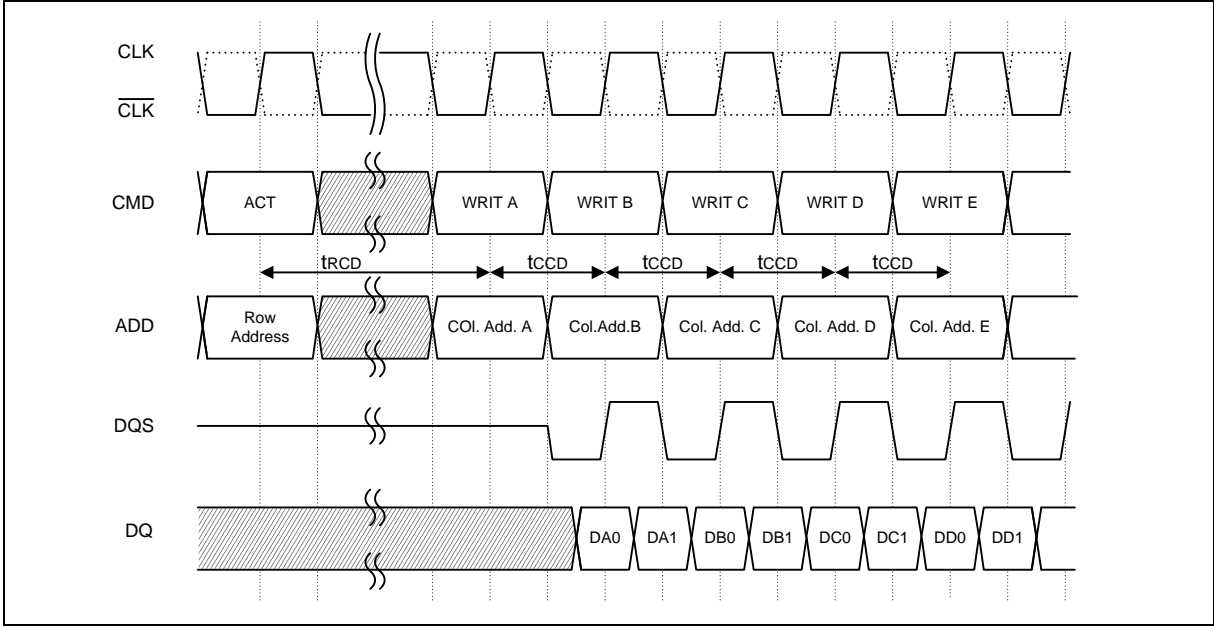 CLK
C̅L̅K̅
CMD
ACT
WRIT A
WRIT B
WRIT C
WRIT D
WRIT E
tRCD
tCCD
tCCD
tCCD
tCCD
ADD
Row
Address
COl. Add. A
Col.Add.B
Col. Add. C
Col. Add. D
Col. Add. E
DQS
DQ
DA0
DA1
DB0
DB1
DC0
DC1
DD0
DD1